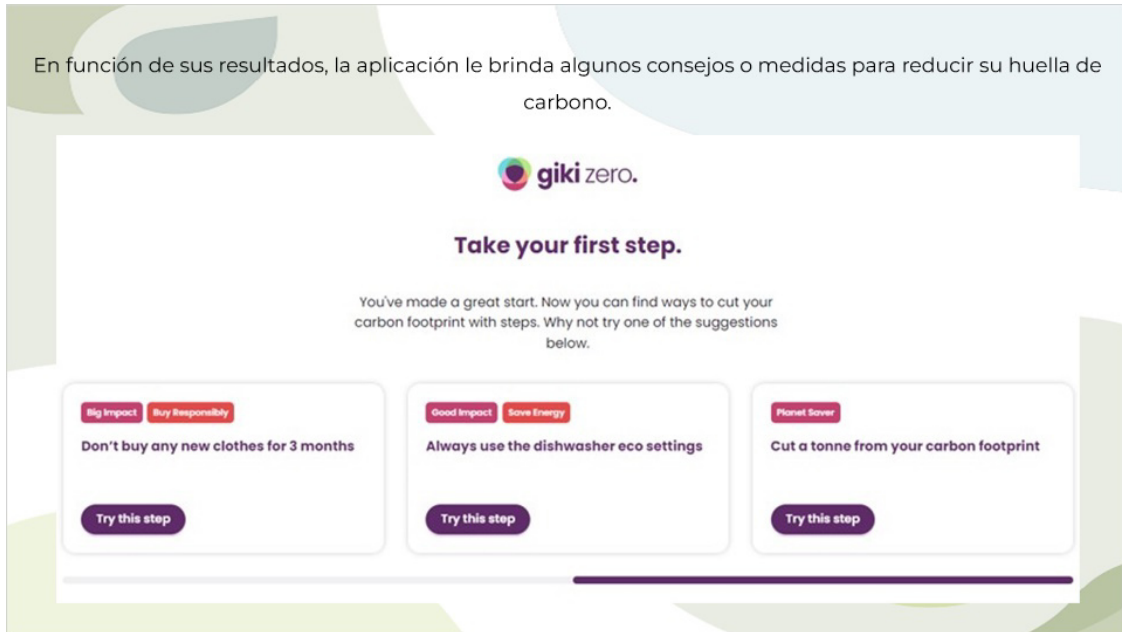 En función de sus resultados, la aplicación le brinda algunos consejos o medidas para reducir su huella de
carbono.
giki zero.
Take your first step.
You've made a great start. Now you can find ways to cut your
carbon footprint with steps. Why not try one of the suggestions
below.
Big Impact Buy Responsibly
Don't buy any new clothes for 3 months
Try this step
Good Impact Save Energy
Always use the dishwasher eco settings
Try this step
Planet Saver
Cut a tonne from your carbon footprint
Try this step